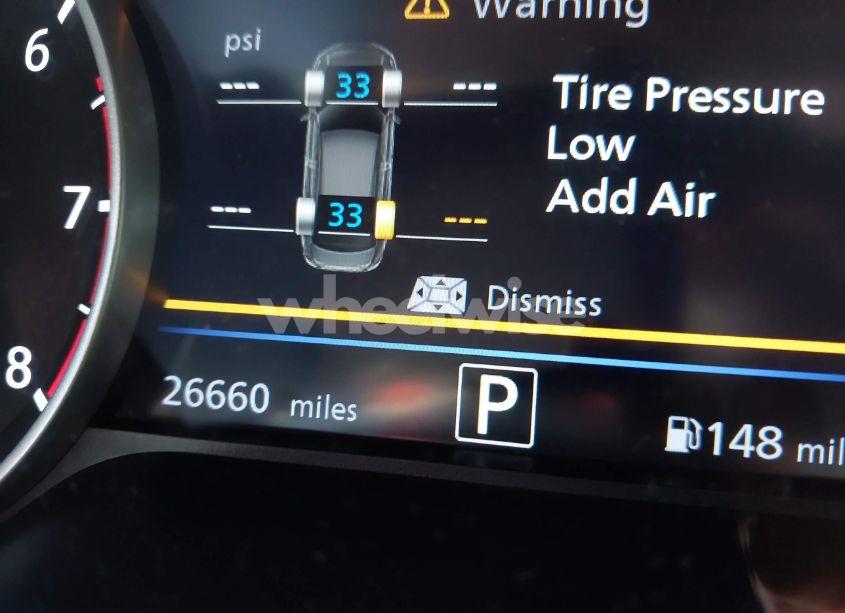 Warning
6
psi
--- 33 ---
Tire Pressure
Low
Add Air
7
--- 33 ---
Dismiss
wheelwise
8
26660 miles
P
148 mil